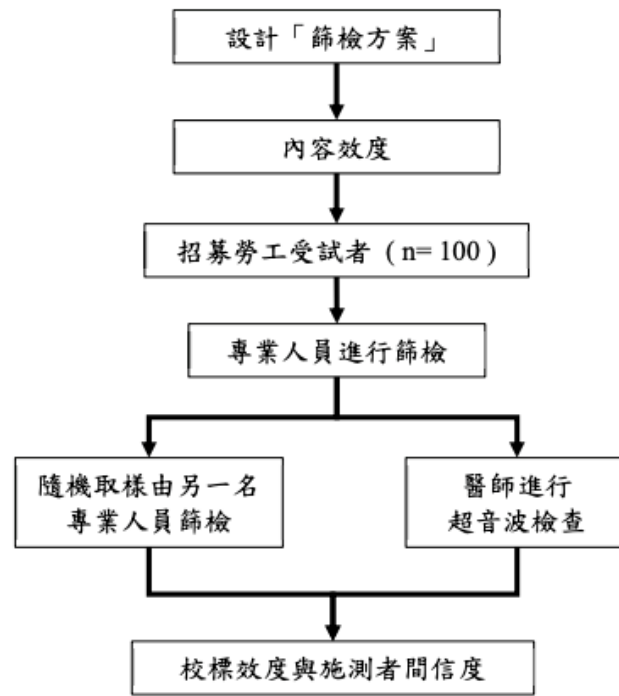 設計「篩檢方案」
內容效度
招募勞工受試者 ( n= 100 )
專業人員進行篩檢
隨機取樣由另一名
專業人員篩檢
醫師進行
超音波檢查
校標效度與施測者間信度